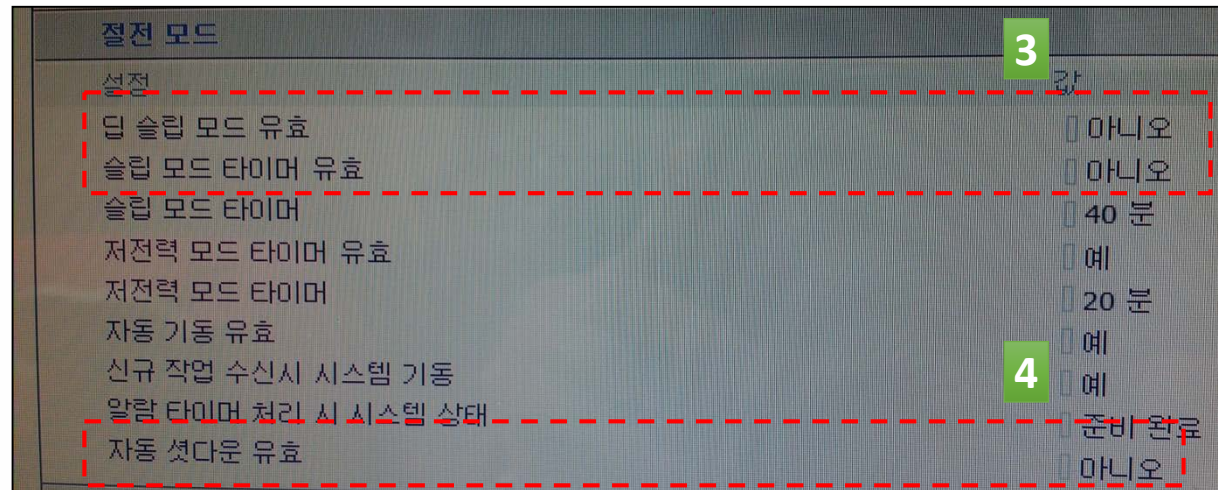 절전 모드
3
설정 값
딥 슬립 모드 유효 아니오
슬립 모드 타이머 유효 아니오
슬립 모드 타이머 40 분
저전력 모드 타이머 유효 예
저전력 모드 타이머 20 분
자동 기동 유효 예
신규 작업 수신시 시스템 기동 예
4
알람 타이머 처리 시 시스템 상태 준비 완료
자동 셧다운 유효 아니오